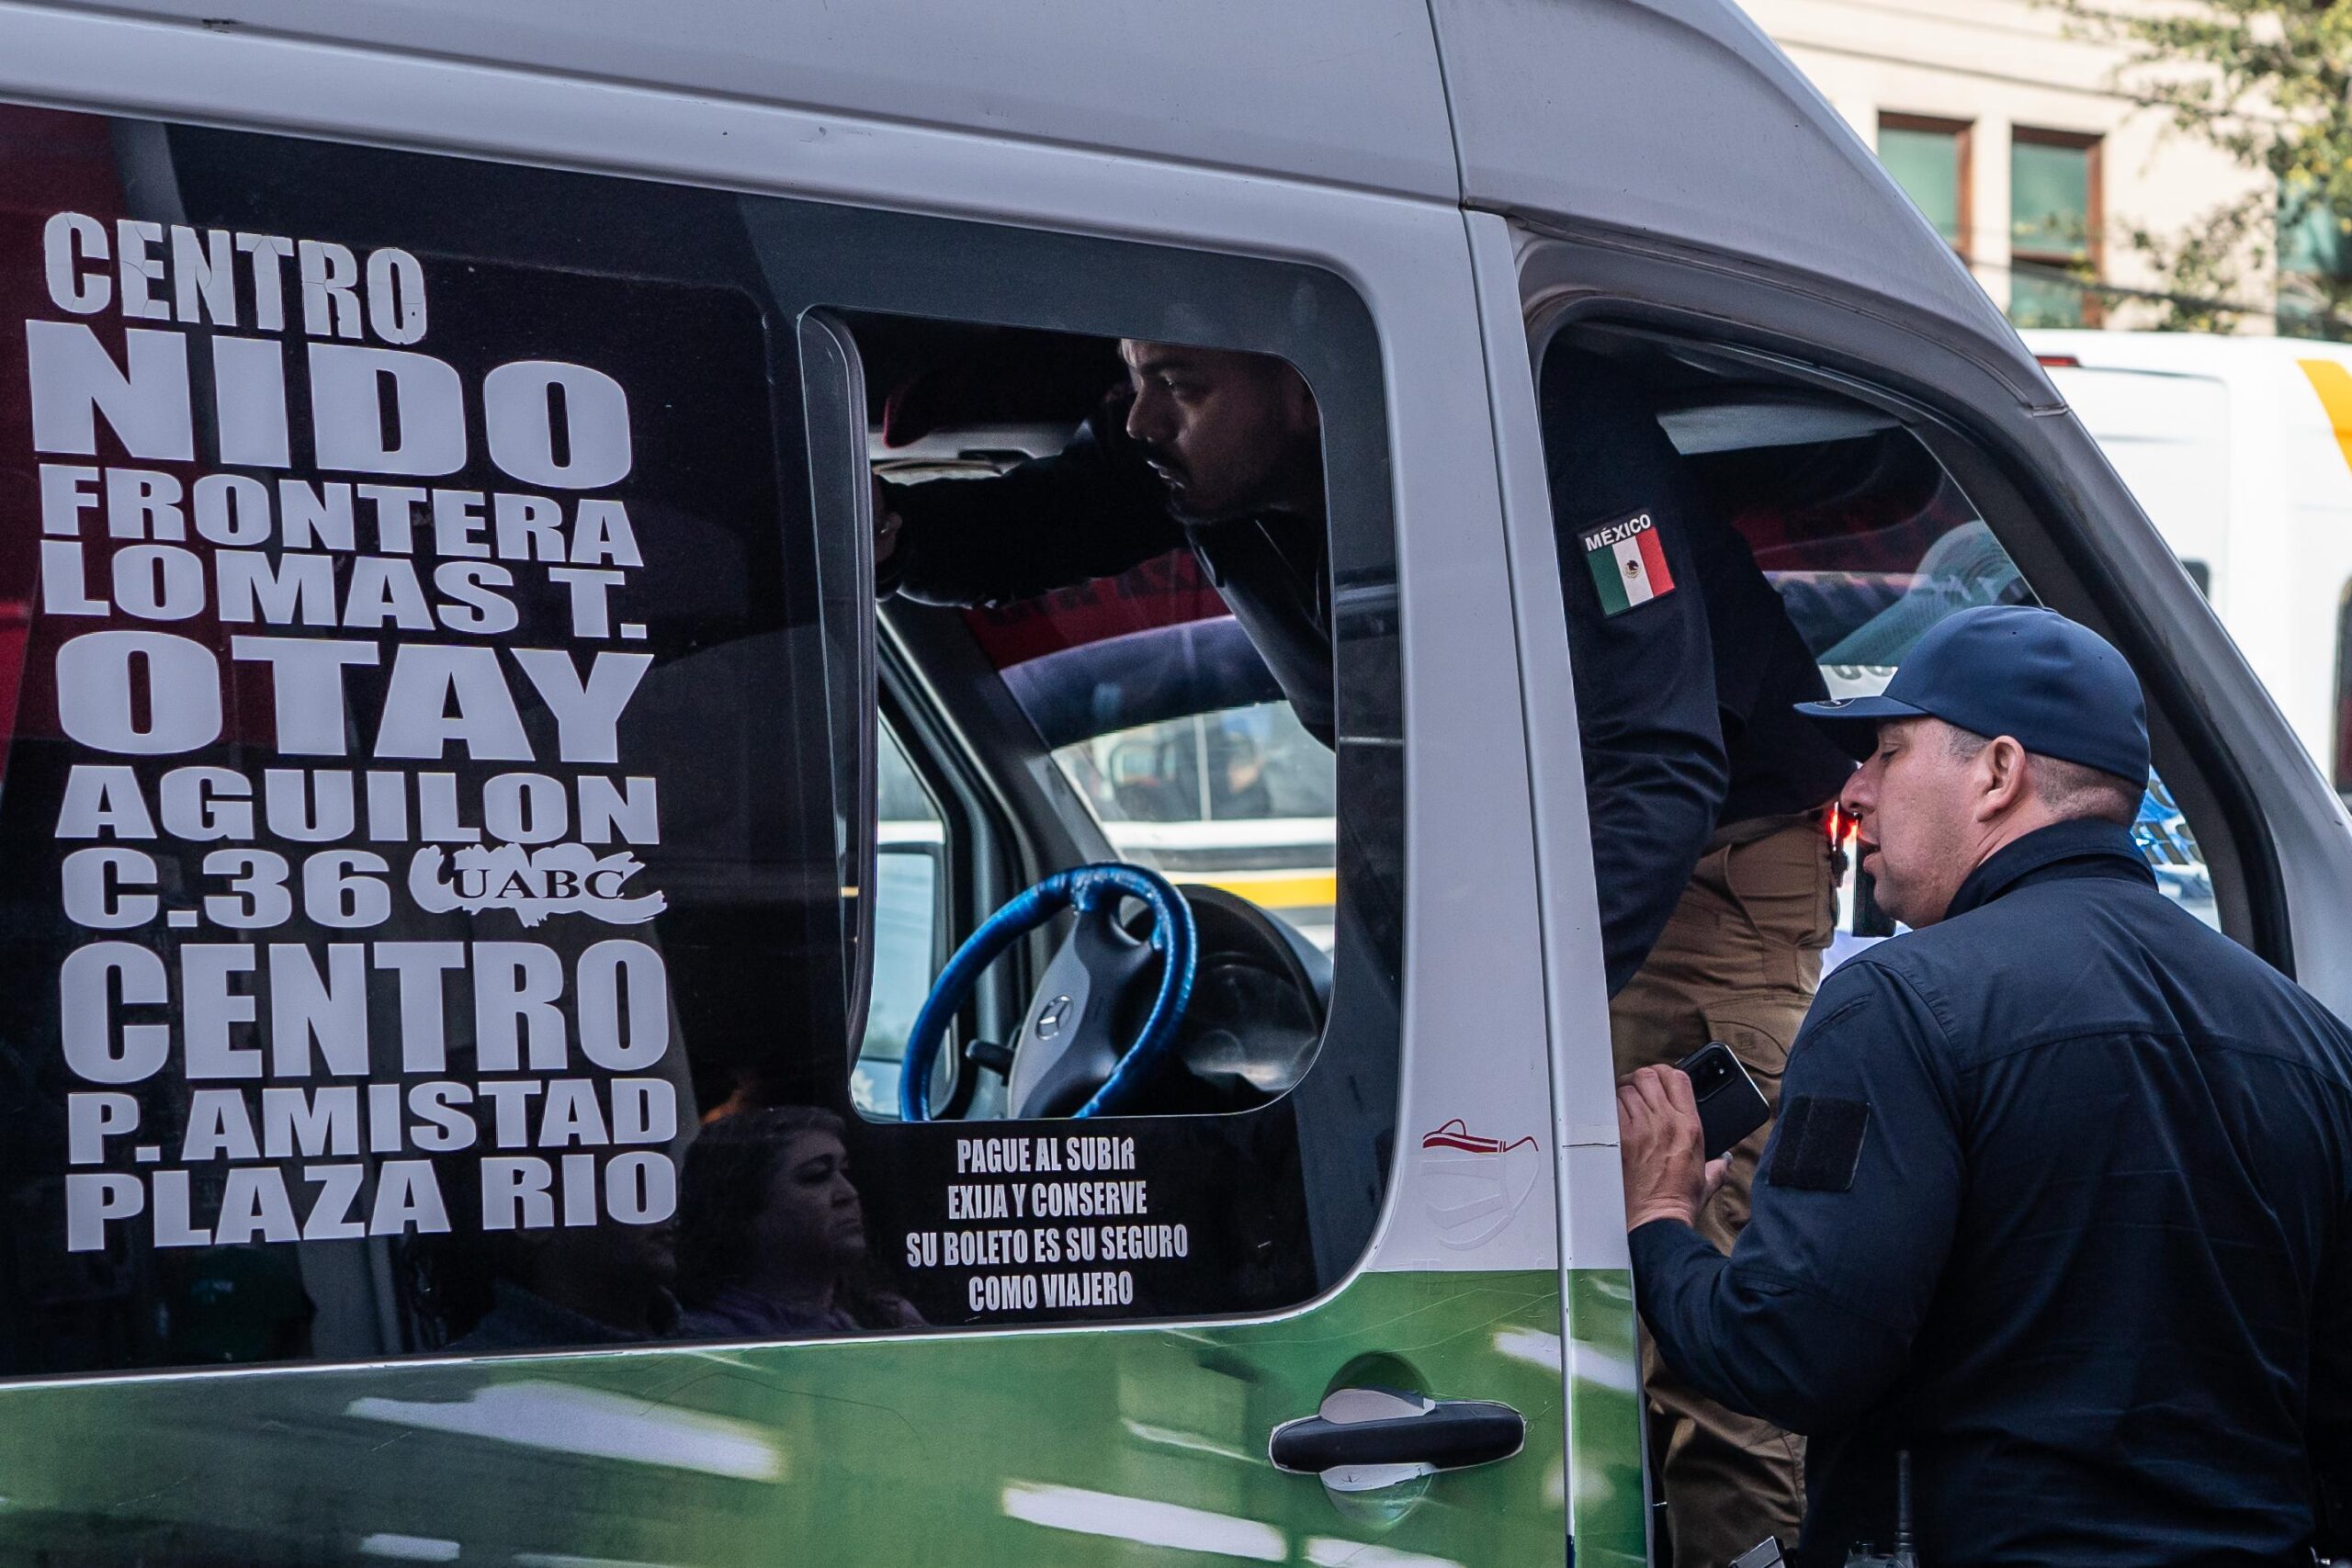 CENTRO
NIDO
FRONTERA
LOMAS T.
OTAY
AGUILON
C.36 UABC
CENTRO
P. AMISTAD
PLAZA RIO
PAGUE AL SUBIR
EXIJA Y CONSERVE
SU BOLETO ES SU SEGURO
COMO VIAJERO
MÉXICO